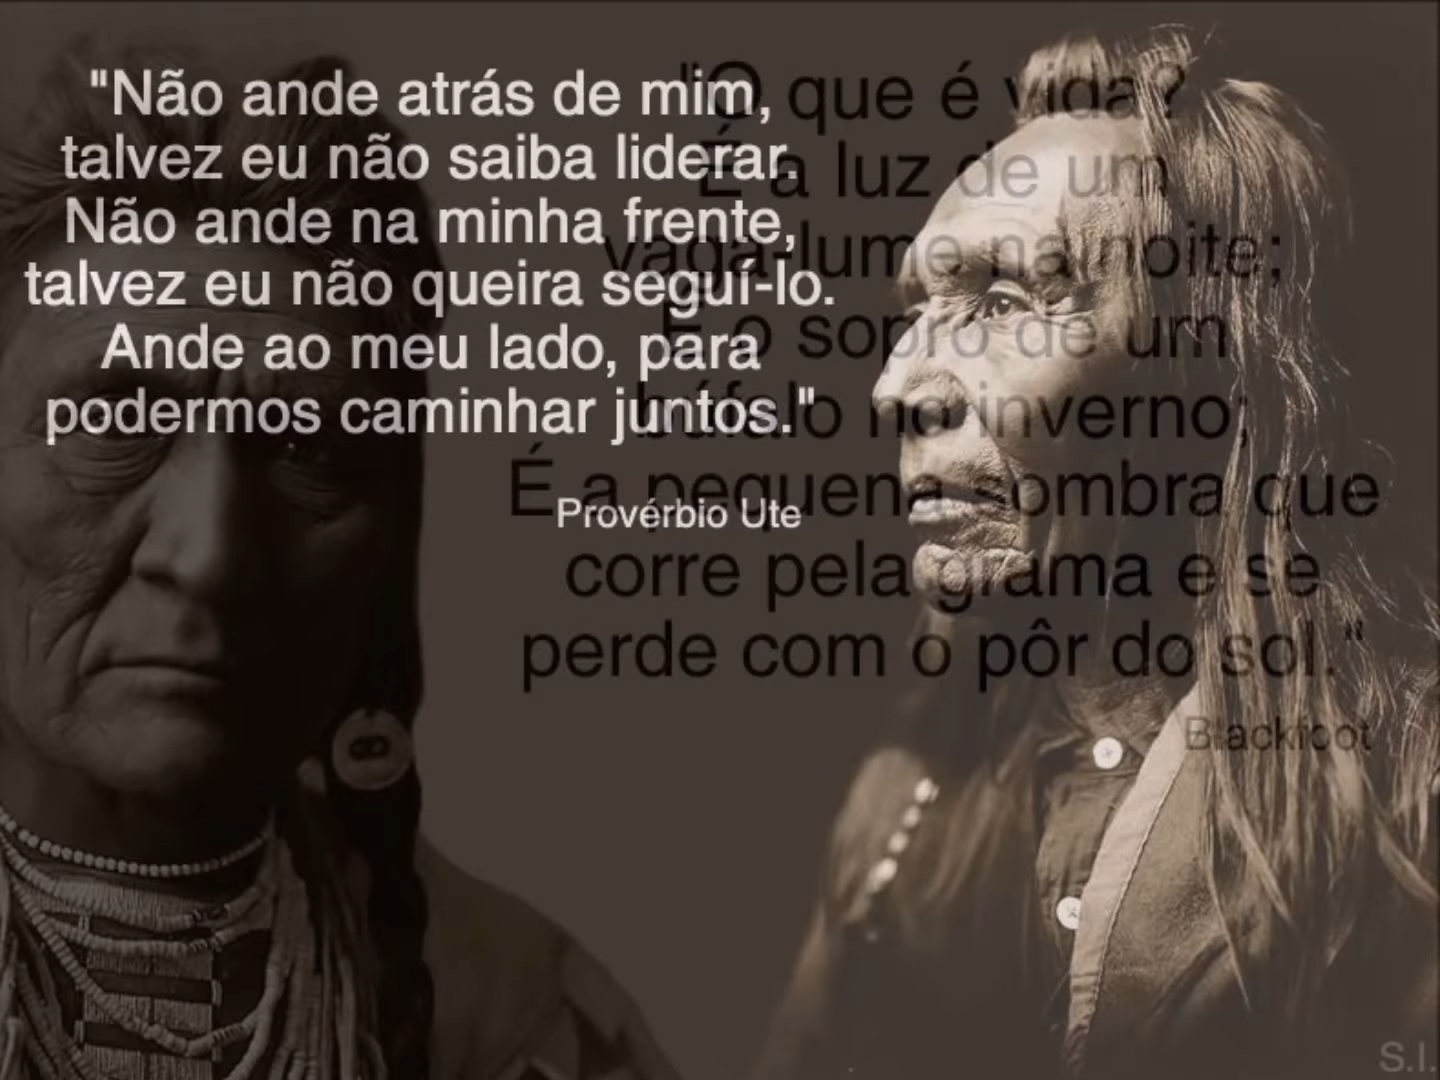 "Não ande atrás de mim,
talvez eu não saiba liderar.
Não ande na minha frente,
talvez eu não queira seguí-lo.
Ande ao meu lado, para
podermos caminhar juntos."
Provérbio Ute
"O que é vida?
É a luz de um
vaga-lume na noite;
É o sopro de um
búfalo no inverno;
É a pequena sombra que
corre pela grama e se
perde com o pôr do sol."
Blackfoot
S.I.